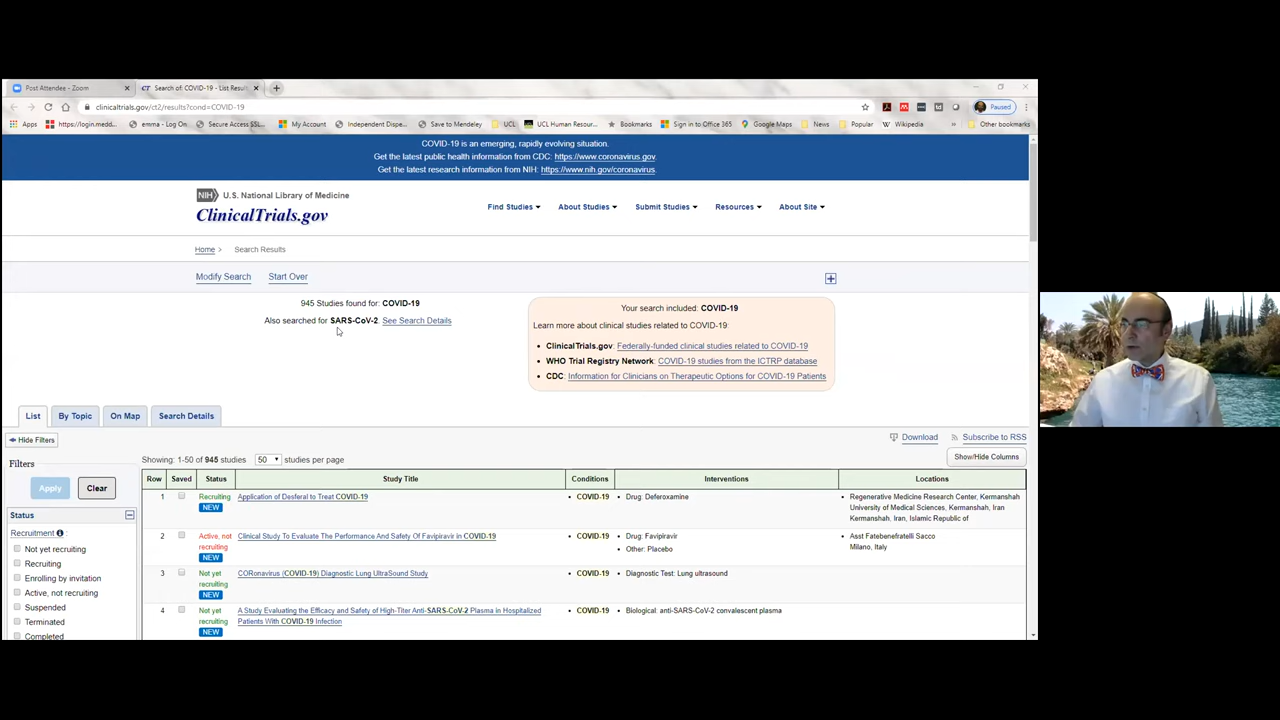 Post Attendee - Zoom
CT Search of: COVID-19 - List Resul
clinicaltrials.gov/ct2/results?cond=COVID-19
Paused
Apps
https://login.medd...
emma - Log On
Secure Access SSL...
My Account
Independent Dispe...
Save to Mendeley
UCL
UCL Human Resour...
Bookmarks
Sign in to Office 365
Google Maps
News
Popular
Wikipedia
»
Other bookmarks
COVID-19 is an emerging, rapidly evolving situation.
Get the latest public health information from CDC: https://www.coronavirus.gov.
Get the latest research information from NIH: https://www.nih.gov/coronavirus.
NIH U.S. National Library of Medicine
ClinicalTrials.gov
Find Studies
About Studies
Submit Studies
Resources
About Site
Home >
Search Results
Modify Search
Start Over
945 Studies found for: COVID-19
Also searched for SARS-CoV-2. See Search Details
Your search included: COVID-19
Learn more about clinical studies related to COVID-19:
• ClinicalTrials.gov: Federally-funded clinical studies related to COVID-19
• WHO Trial Registry Network: COVID-19 studies from the ICTRP database
• CDC: Information for Clinicians on Therapeutic Options for COVID-19 Patients
List
By Topic
On Map
Search Details
Hide Filters
Download
Subscribe to RSS
Showing: 1-50 of 945 studies
50
studies per page
Show/Hide Columns
Filters
Apply
Clear
Status
Recruitment :
Not yet recruiting
Recruiting
Enrolling by invitation
Active, not recruiting
Suspended
Terminated
Completed
Row
Saved
Status
Study Title
Conditions
Interventions
Locations
1
Recruiting
NEW
Application of Desferal to Treat COVID-19
• COVID-19
• Drug: Deferoxamine
• Regenerative Medicine Research Center, Kermanshah
University of Medical Sciences, Kermanshah, Iran
Kermanshah, Iran, Islamic Republic of
2
Active, not
recruiting
NEW
Clinical Study To Evaluate The Performance And Safety Of Favipiravir in COVID-19
• COVID-19
• Drug: Favipiravir
• Other: Placebo
• Asst Fatebenefratelli Sacco
Milano, Italy
3
Not yet
recruiting
NEW
CORonavirus (COVID-19) Diagnostic Lung UltraSound Study
• COVID-19
• Diagnostic Test: Lung ultrasound
4
Not yet
recruiting
NEW
A Study Evaluating the Efficacy and Safety of High-Titer Anti-SARS-CoV-2 Plasma in Hospitalized
Patients With COVID-19 Infection
• COVID-19
• Biological: anti-SARS-CoV-2 convalescent plasma